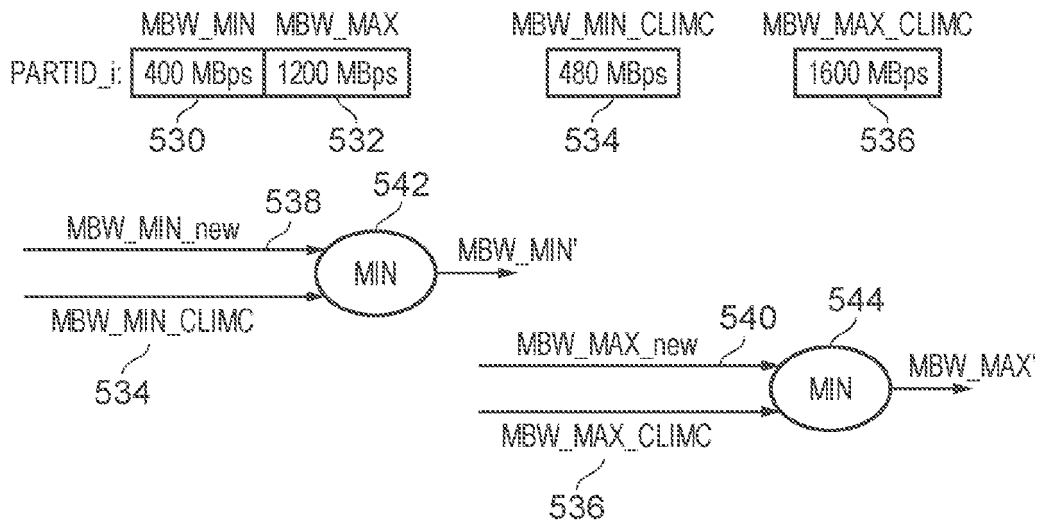 MBW_MIN MBW_MAX MBW_MIN_CLIMC MBW_MAX_CLIMC
PARTID_i: 400 MBps 1200 MBps 480 MBps 1600 MBps
530 532 534 536
542
538
MBW_MIN_new
MIN
MBW_MIN'
MBW_MIN_CLIMC
534
544
540
MBW_MAX_new
MIN
MBW_MAX'
MBW_MAX_CLIMC
536